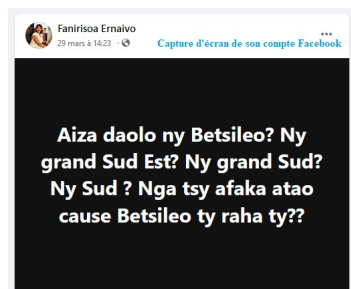 Fanirisoa Ernaivo
29 mars à 14:23 ·
Capture d'écran de son compte Facebook
Aiza daolo ny Betsileo? Ny
grand Sud Est? Ny grand Sud?
Ny Sud ? Nga tsy afaka atao
cause Betsileo ty raha ty??